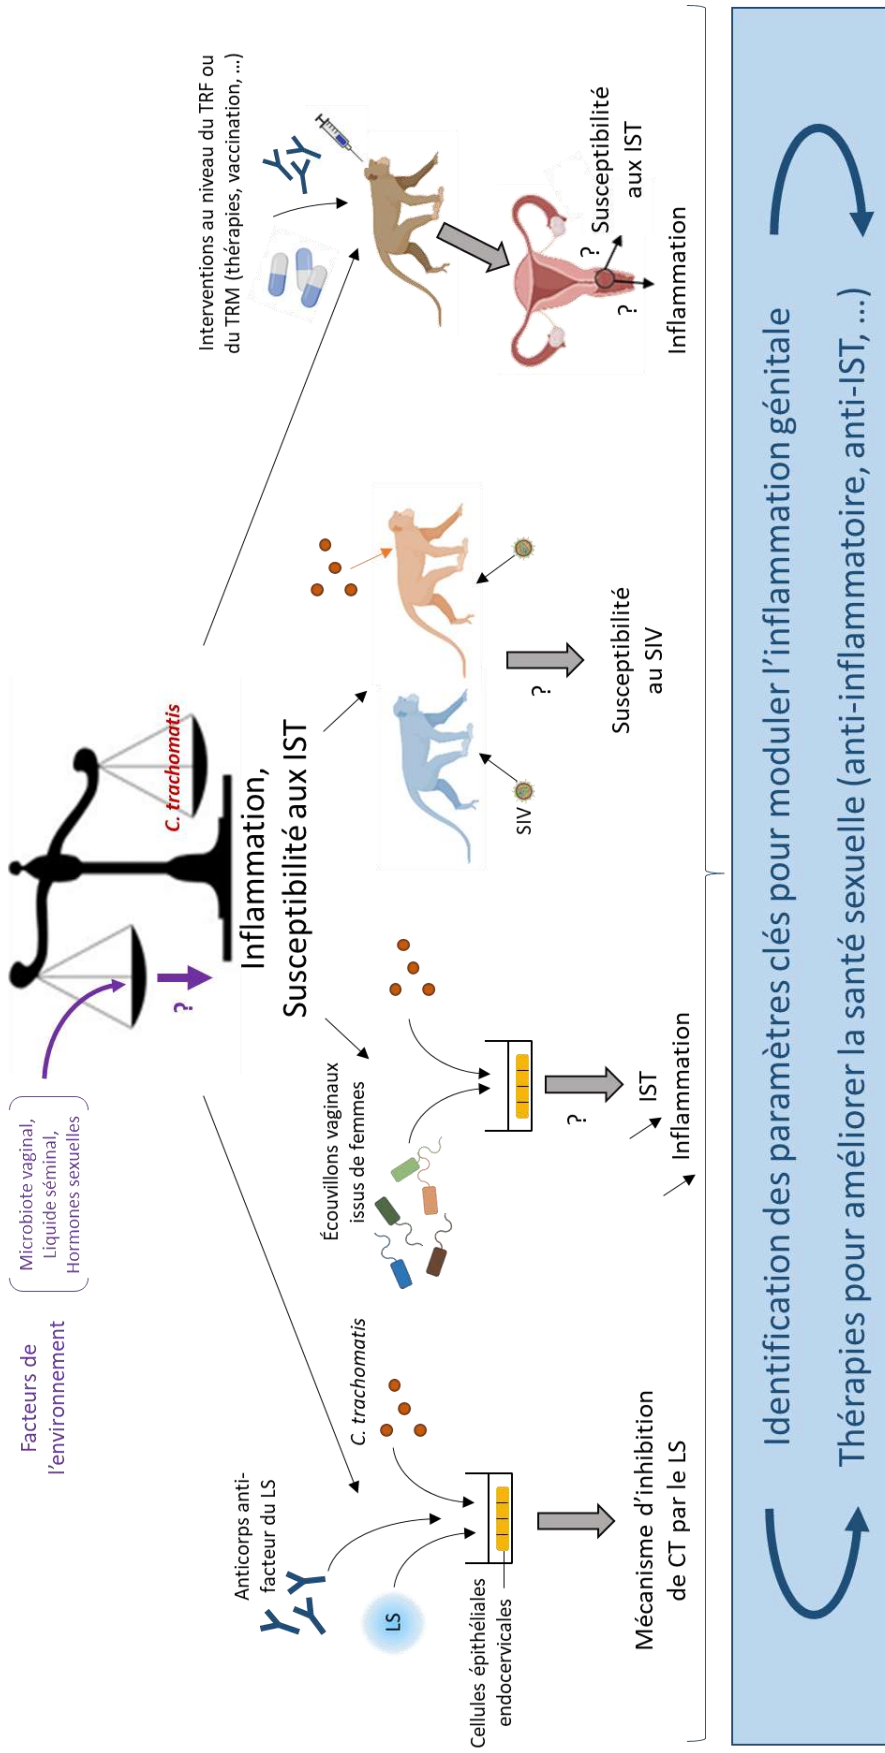 Facteurs de
l'environnement
Microbiote vaginal,
Liquide séminal,
Hormones sexuelles
?
C. trachomatis
Inflammation,
Susceptibilité aux IST
Anticorps anti-
facteur du LS
LS
C. trachomatis
Cellules épithéliales
endocervicales
Mécanisme d'inhibition
de CT par le LS
Écouvillons vaginaux
issus de femmes
?
IST
Inflammation
SIV
?
Susceptibilité
au SIV
Interventions au niveau du TRF ou
du TRM (thérapies, vaccination, ...)
?
?
Susceptibilité
aux IST
Inflammation
Identification des paramètres clés pour moduler l'inflammation génitale
Thérapies pour améliorer la santé sexuelle (anti-inflammatoire, anti-IST, ...)